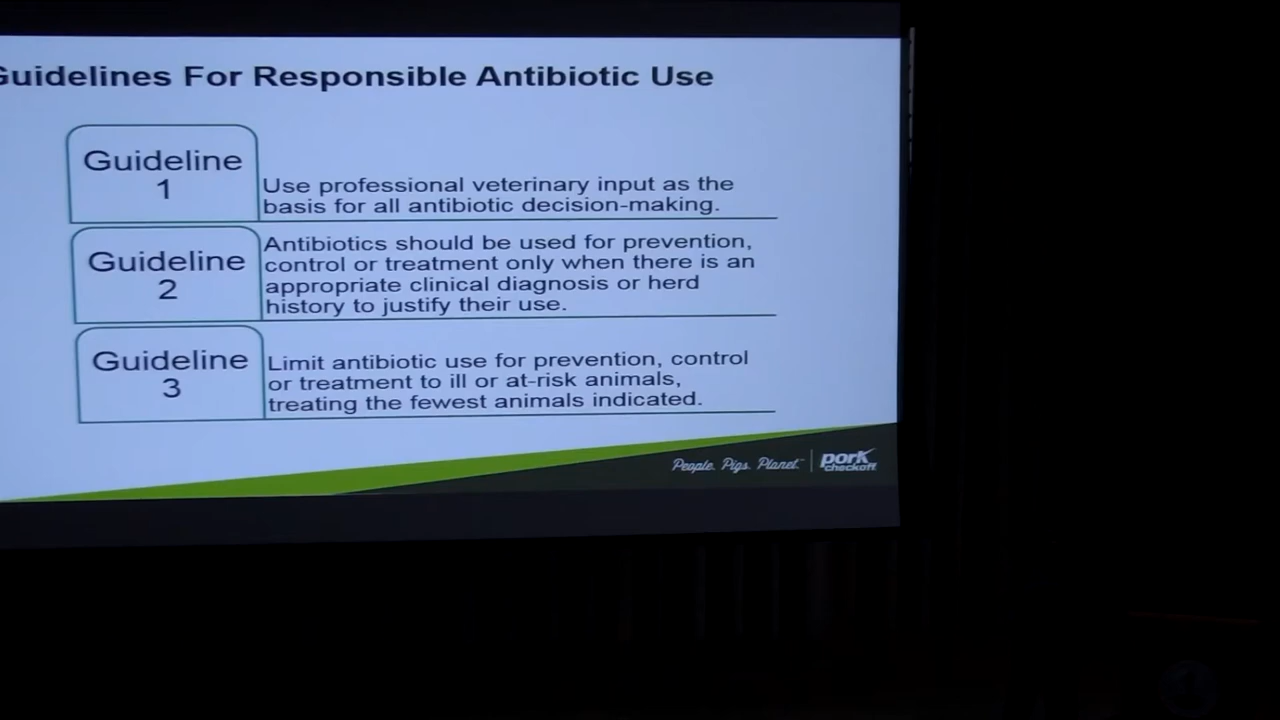 Guidelines For Responsible Antibiotic Use
Guideline
1
Use professional veterinary input as the
basis for all antibiotic decision-making.
Guideline
2
Antibiotics should be used for prevention,
control or treatment only when there is an
appropriate clinical diagnosis or herd
history to justify their use.
Guideline
3
Limit antibiotic use for prevention, control
or treatment to ill or at-risk animals,
treating the fewest animals indicated.
People. Pigs. Planet.™
pork
checkoff